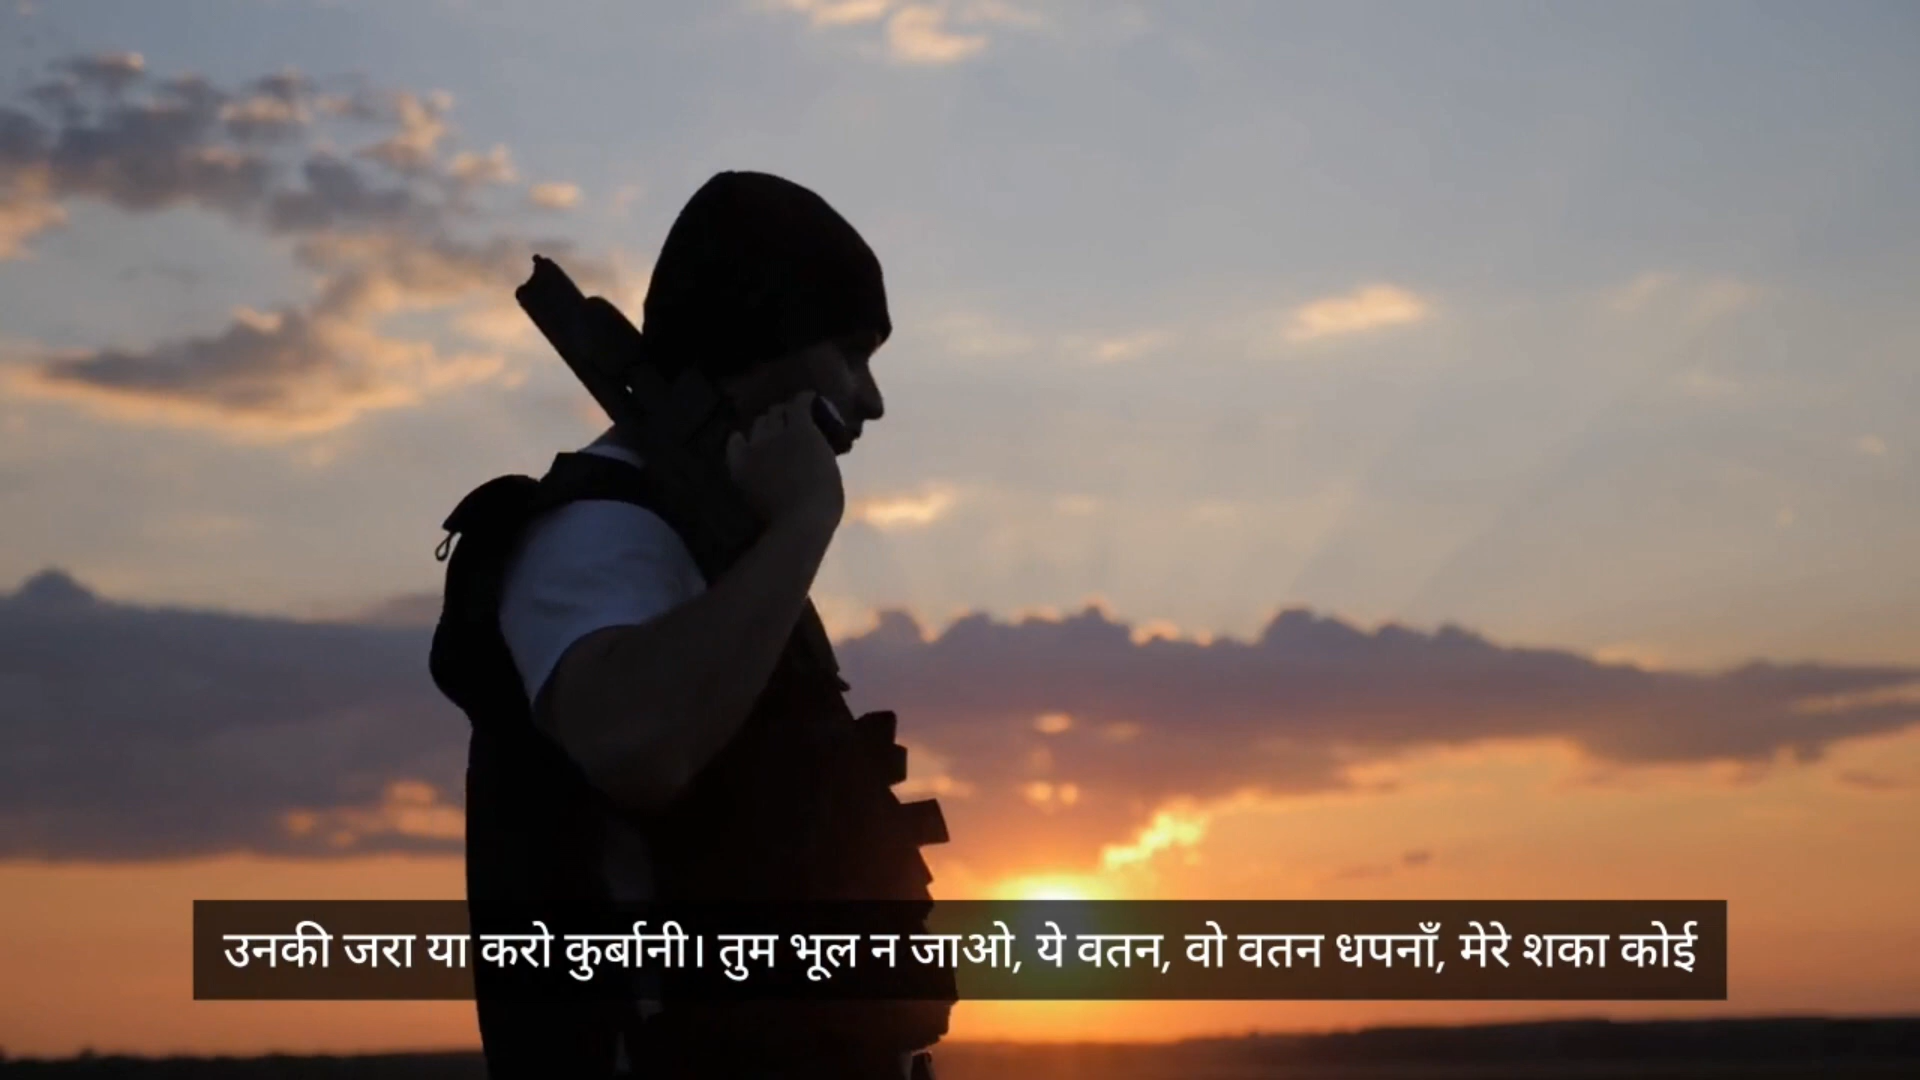 उनकी जरा या करो कुर्बानी। तुम भूल न जाओ, ये वतन, वो वतन धपनाँ, मेरे शका कोई